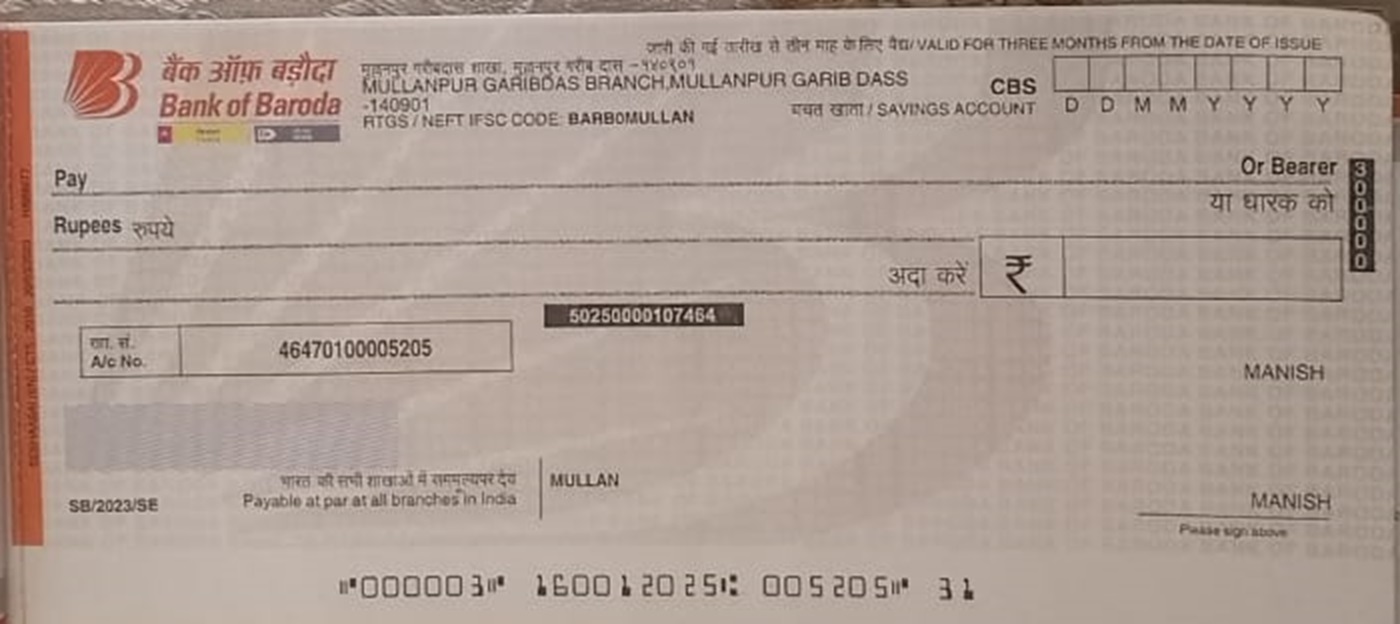 जारी की गई तारीख से तीन माह के लिए वैद्य/ VALID FOR THREE MONTHS FROM THE DATE OF ISSUE
बैंक ऑफ़ बड़ौदा
Bank of Baroda
मुल्लनपुर गरीबदास शाखा, मुल्लनपुर गरीब दास -१४०९०१
MULLANPUR GARIBDAS BRANCH,MULLANPUR GARIB DASS
-140901
RTGS / NEFT IFSC CODE: BARB0MULLAN
CBS
बचत खाता / SAVINGS ACCOUNT
D D M M Y Y Y Y
Pay
Or Bearer
या धारक को
300000
Rupees रुपये
अदा करें ₹
50250000107464
खा. सं.
A/c No. 46470100005205
MANISH
भारत की सभी शाखाओं में सममूल्यपर देय
Payable at par at all branches in India
MULLAN
SB/2023/SE
MANISH
Please sign above
⑈000003⑈ 160012025⑆ 005205⑈ 31